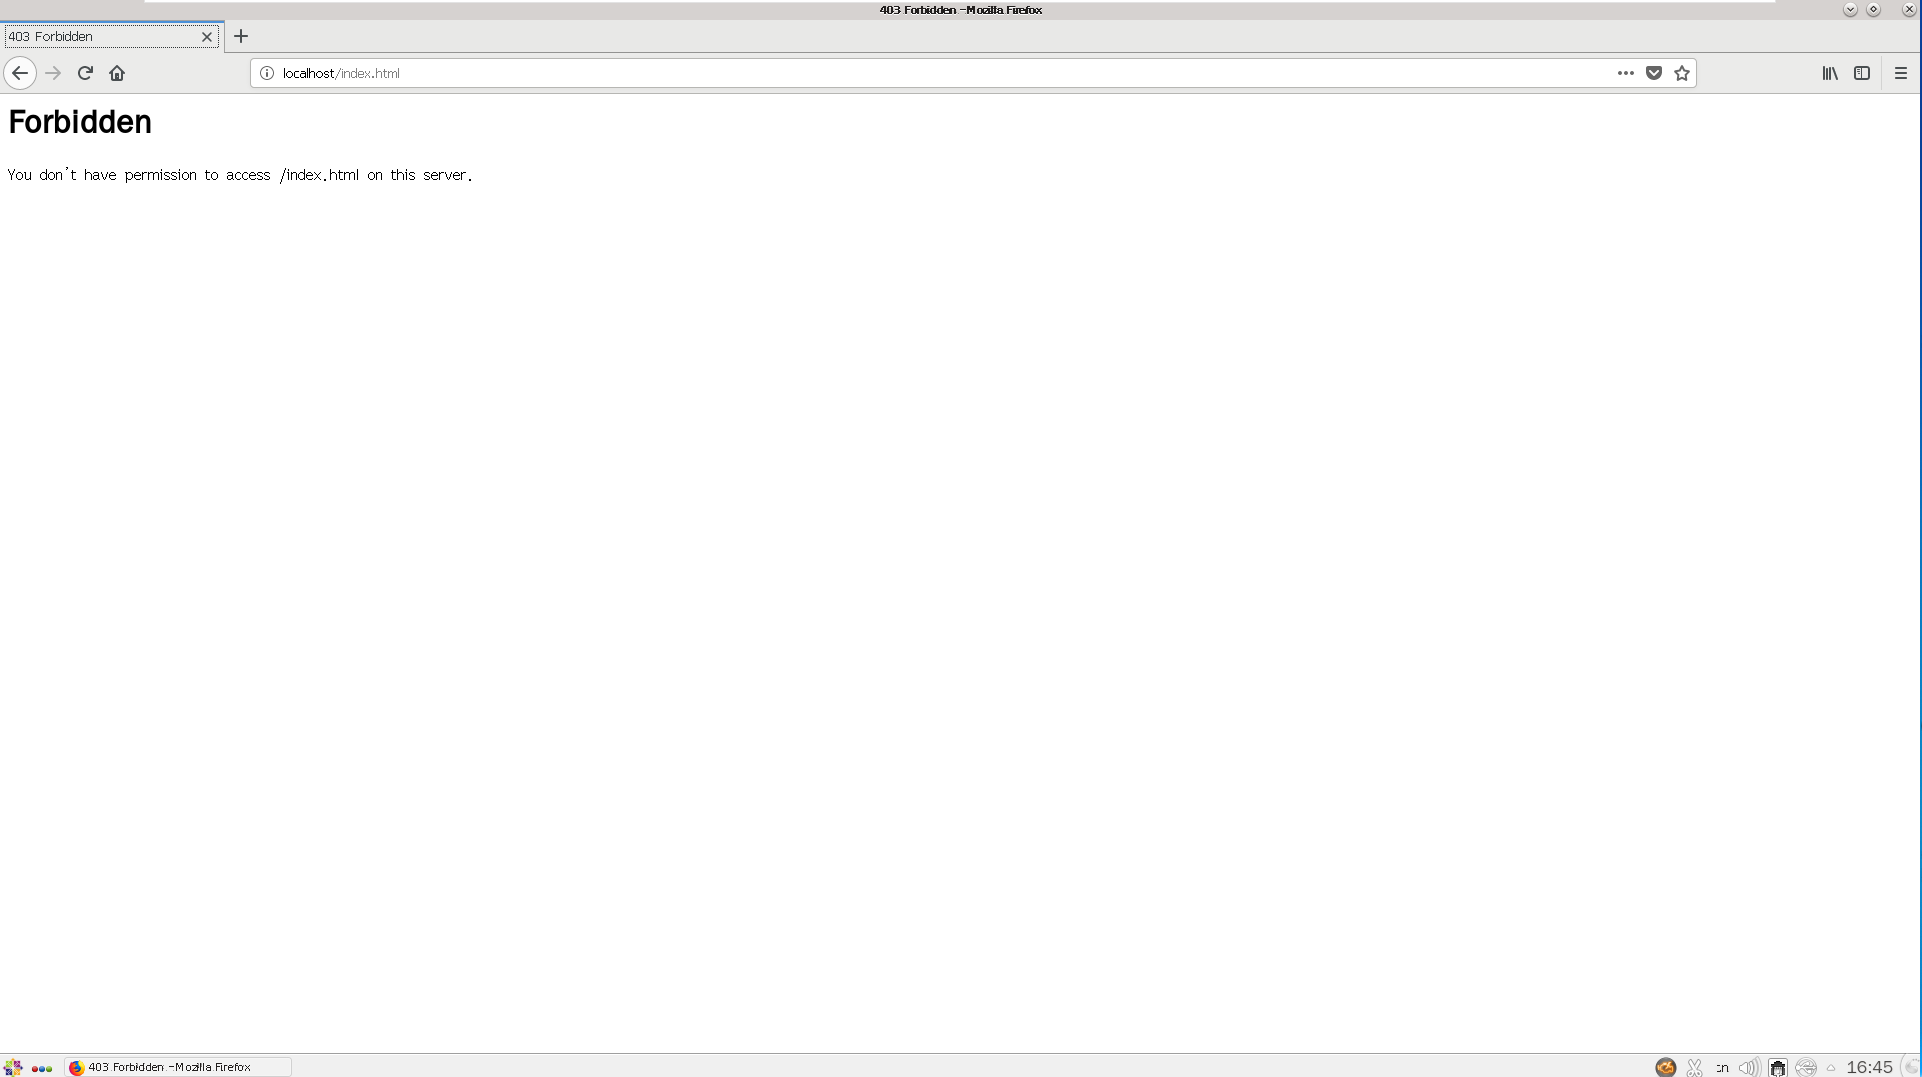 403 Forbidden - Mozilla Firefox
403 Forbidden
localhost/index.html
Forbidden
You don't have permission to access /index.html on this server.
403 Forbidden - Mozilla Firefox
16:45